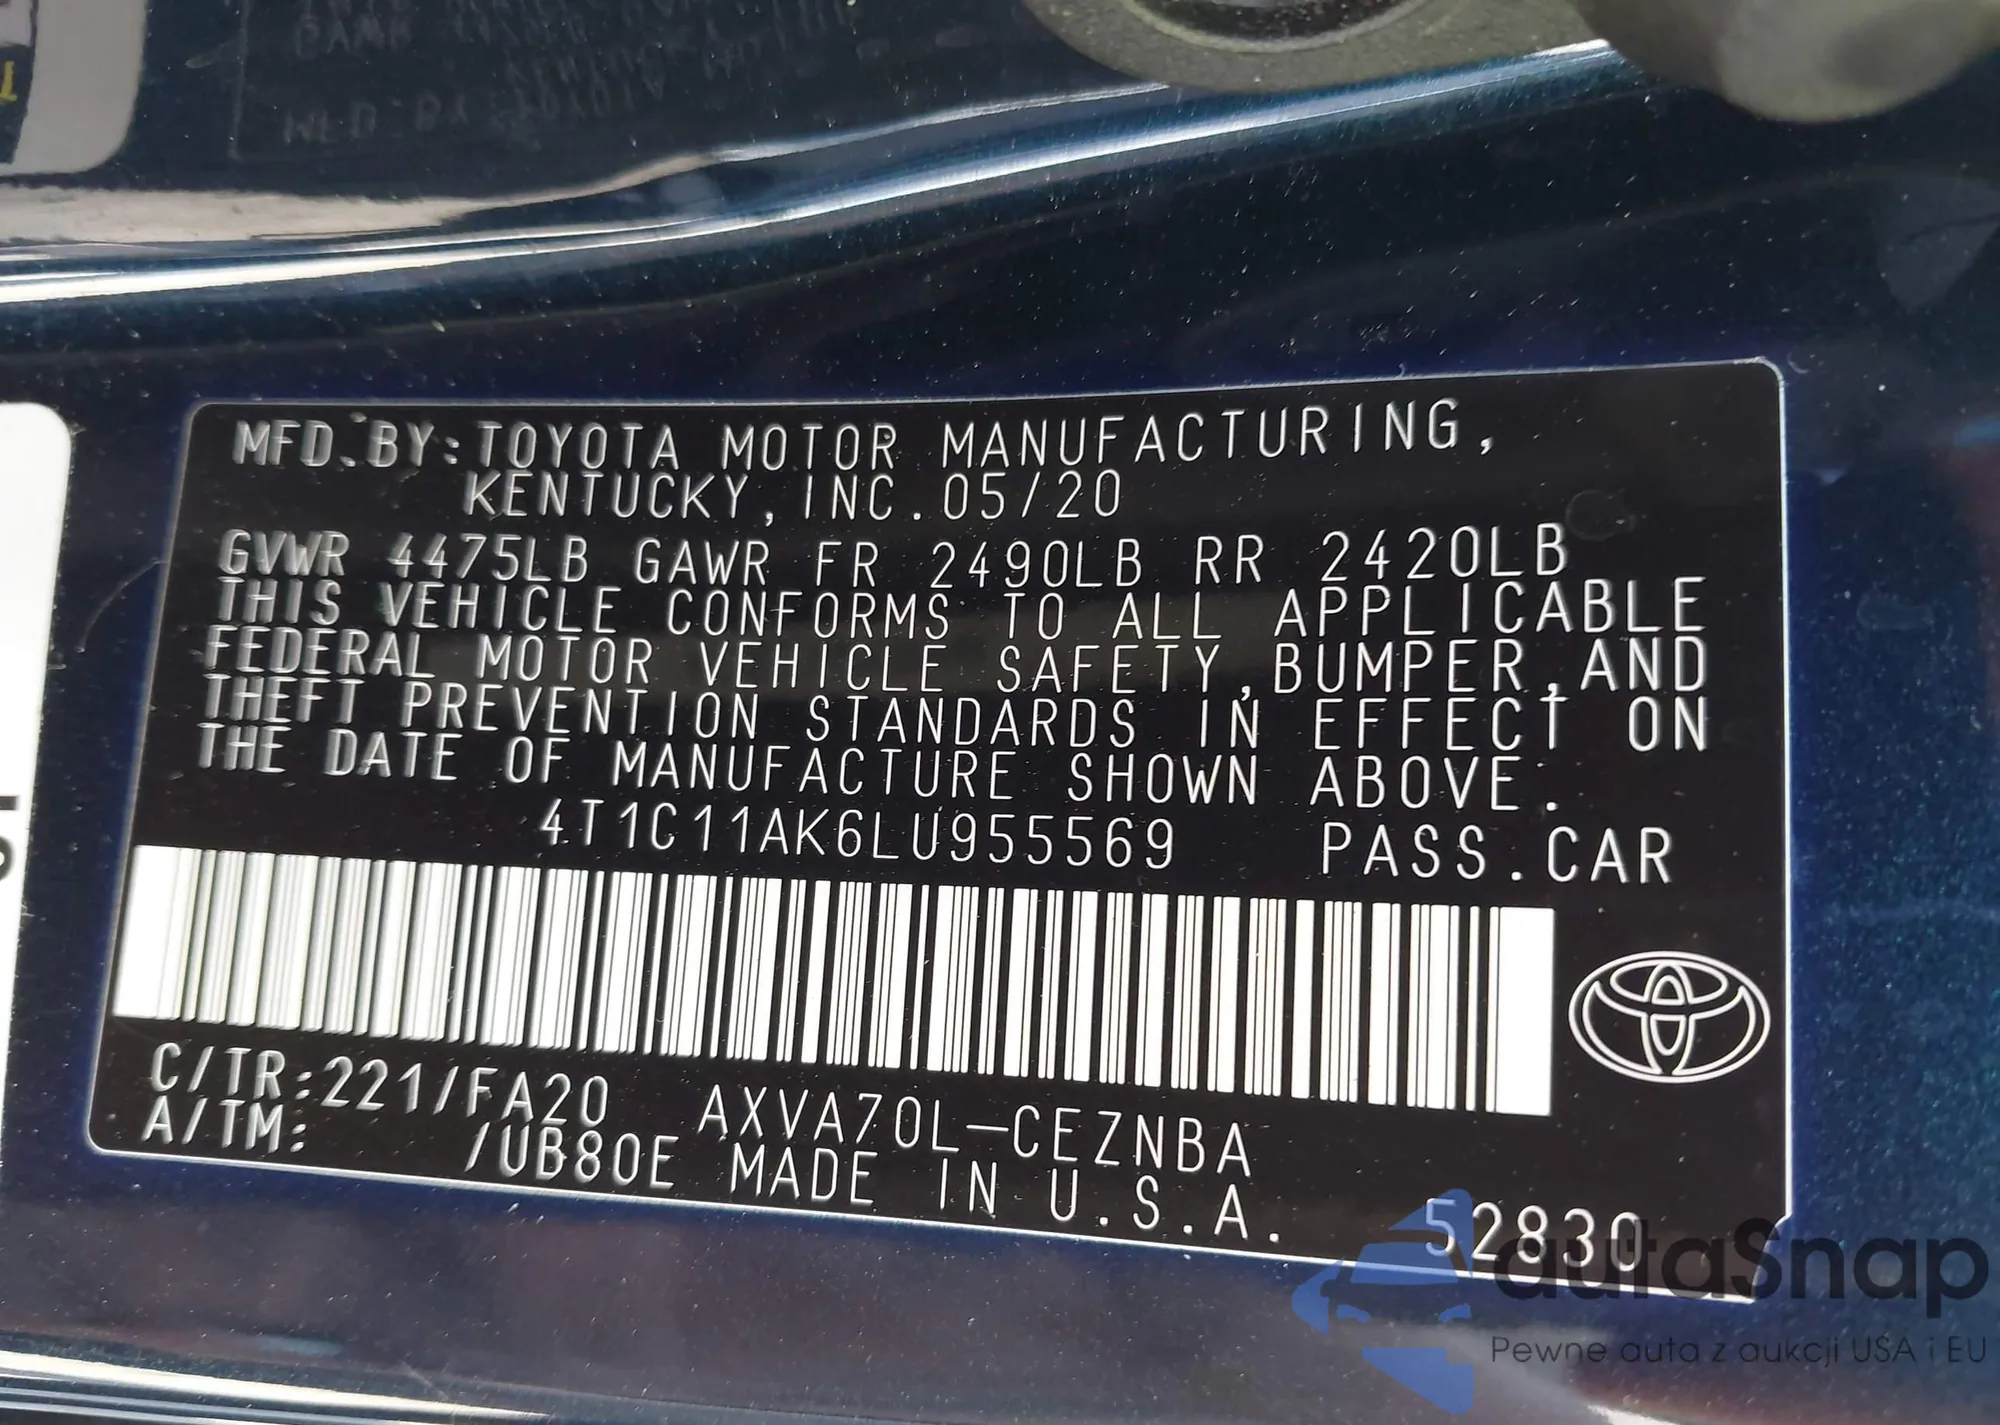 MFD. BY: TOYOTA MOTOR MANUFACTURING,
KENTUCKY, INC. 05/20
GVWR 4475LB GAWR FR 2490LB RR 2420LB
THIS VEHICLE CONFORMS TO ALL APPLICABLE
FEDERAL MOTOR VEHICLE SAFETY, BUMPER, AND
THEFT PREVENTION STANDARDS IN EFFECT ON
THE DATE OF MANUFACTURE SHOWN ABOVE.
4T1C11AK6LU955569 PASS. CAR
C/TR: 221/FA20 AXVA70L-CEZNBA
A/TM: /UB80E MADE IN U.S.A.
52830
autaSnap
Pewne auta z aukcji USA i EU